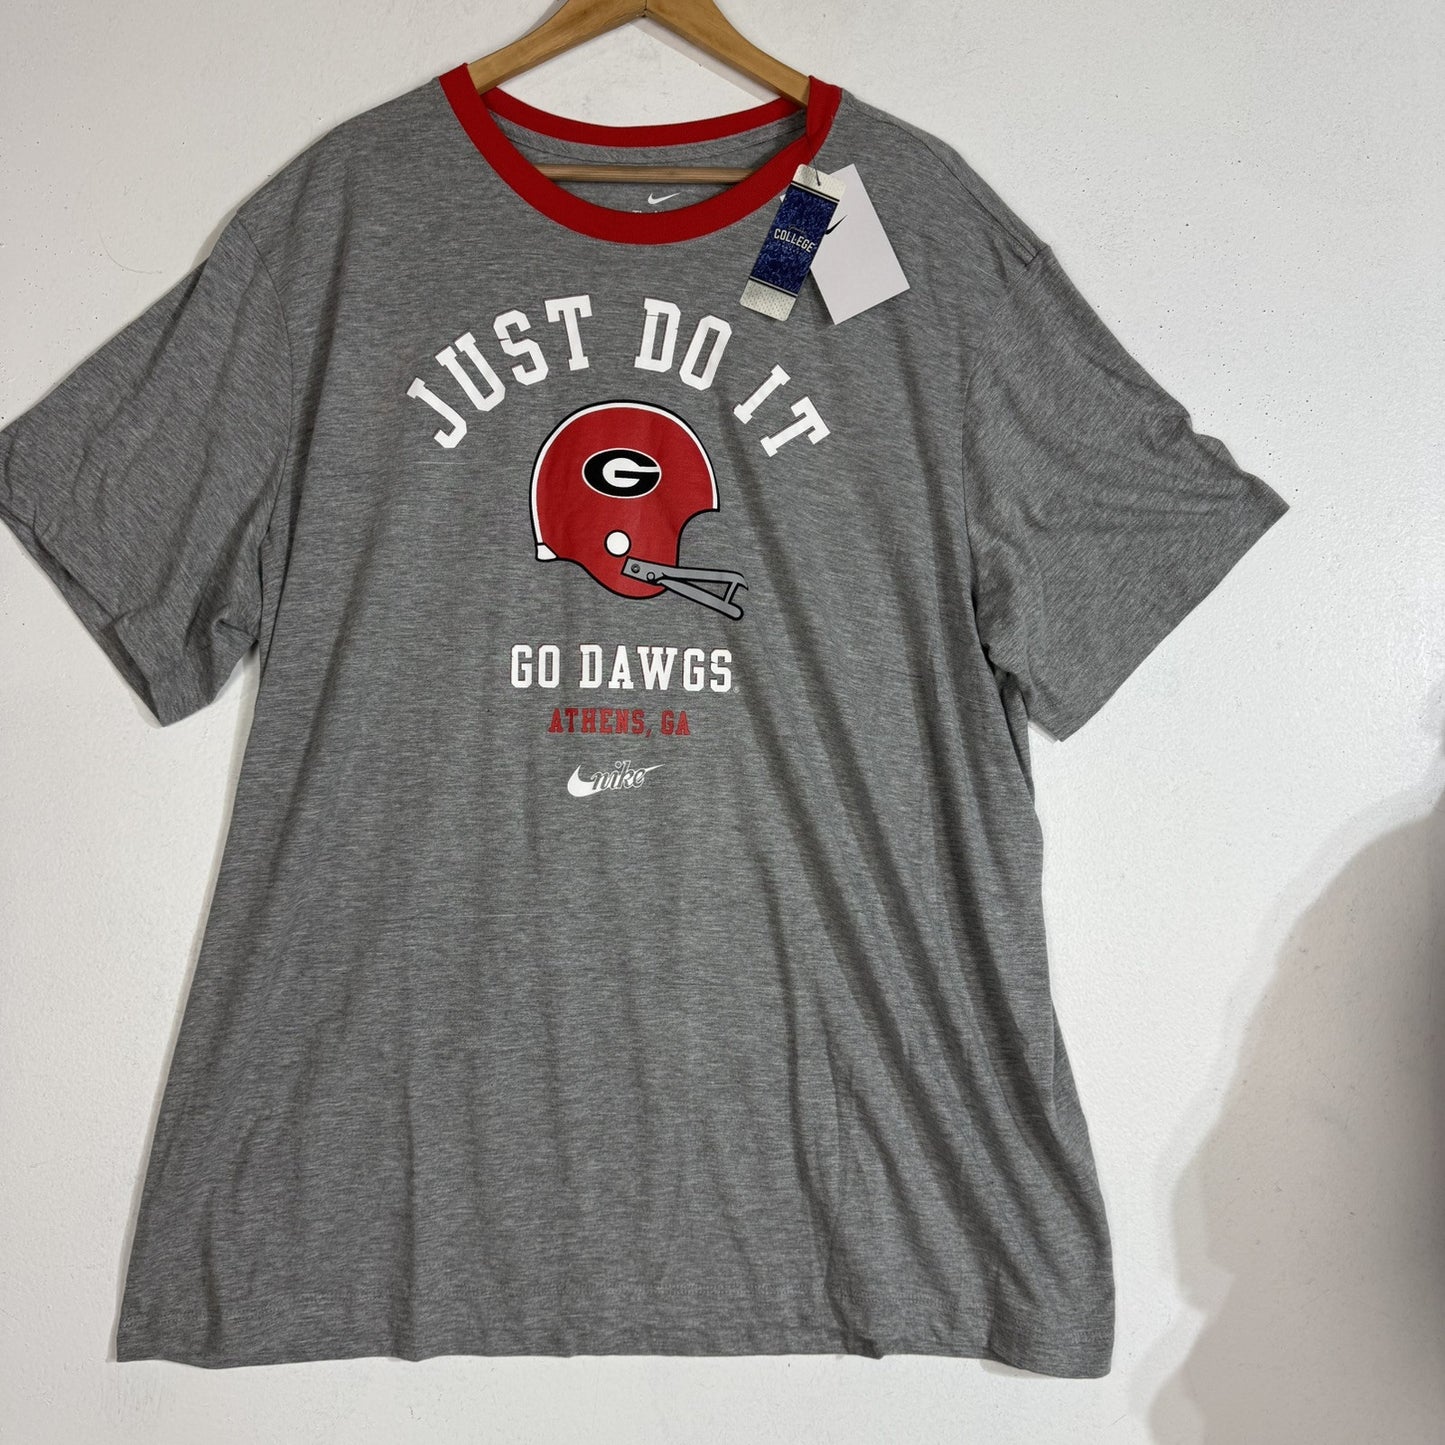 COLLEGE
JUST DO IT
G
GO DAWGS®
ATHENS, GA
nike